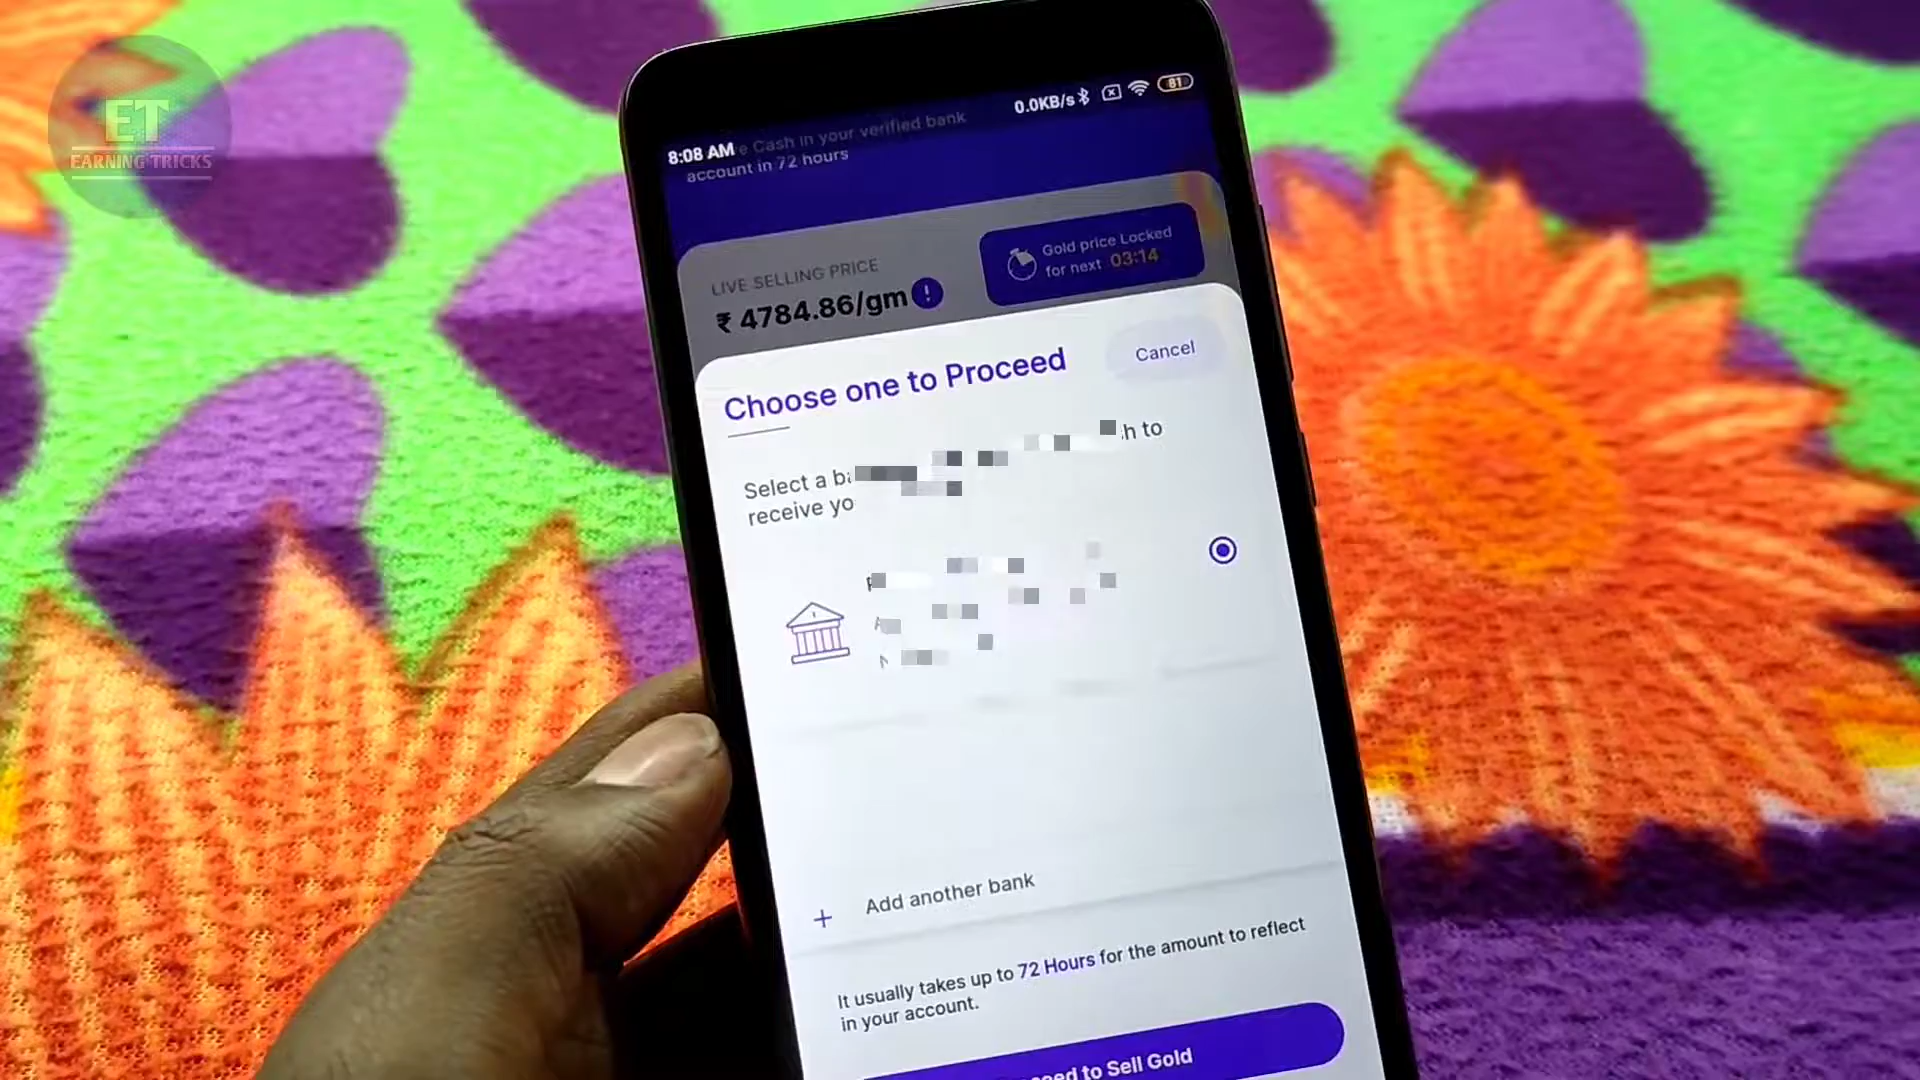 ET
EARNING TRICKS
0.0KB/s
81
8:08 AM
e Cash in your verified bank
account in 72 hours
LIVE SELLING PRICE
₹ 4784.86/gm
Gold price Locked
for next 03:14
Choose one to Proceed
Cancel
Select a
to
receive
+ Add another bank
It usually takes up to 72 Hours for the amount to reflect
in your account.
to Sell Gold